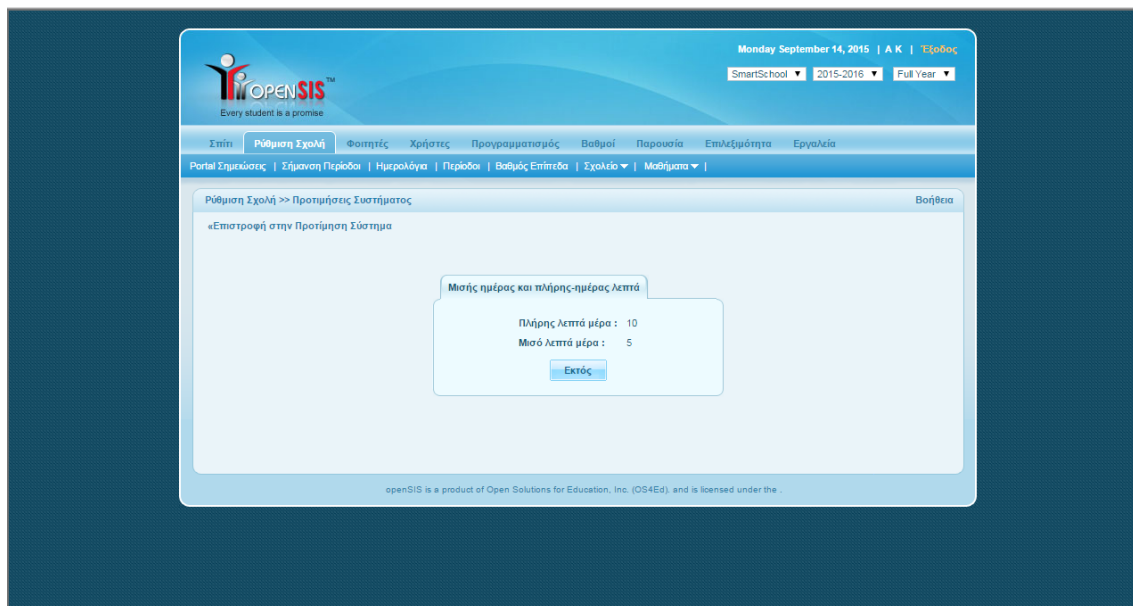 Monday September 14, 2015 | A K | Έξοδος
SmartSchool 2015-2016 Full Year
OPENSIS™
Every student is a promise
Σπίτι Ρύθμιση Σχολή Φοιτητές Χρήστες Προγραμματισμός Βαθμοί Παρουσία Επιλεξιμότητα Εργαλεία
Portal Σημειώσεις | Σήμανση Περίοδοι | Ημερολόγια | Περίοδοι | Βαθμός Επίπεδα | Σχολείο | Μαθήματα |
Ρύθμιση Σχολή >> Προτιμήσεις Συστήματος Βοήθεια
«Επιστροφή στην Προτίμηση Σύστημα
Μισής ημέρας και πλήρης-ημέρας λεπτά
Πλήρης λεπτά μέρα : 10
Μισό λεπτά μέρα : 5
Εκτός
openSIS is a product of Open Solutions for Education, Inc. (OS4Ed). and is licensed under the .